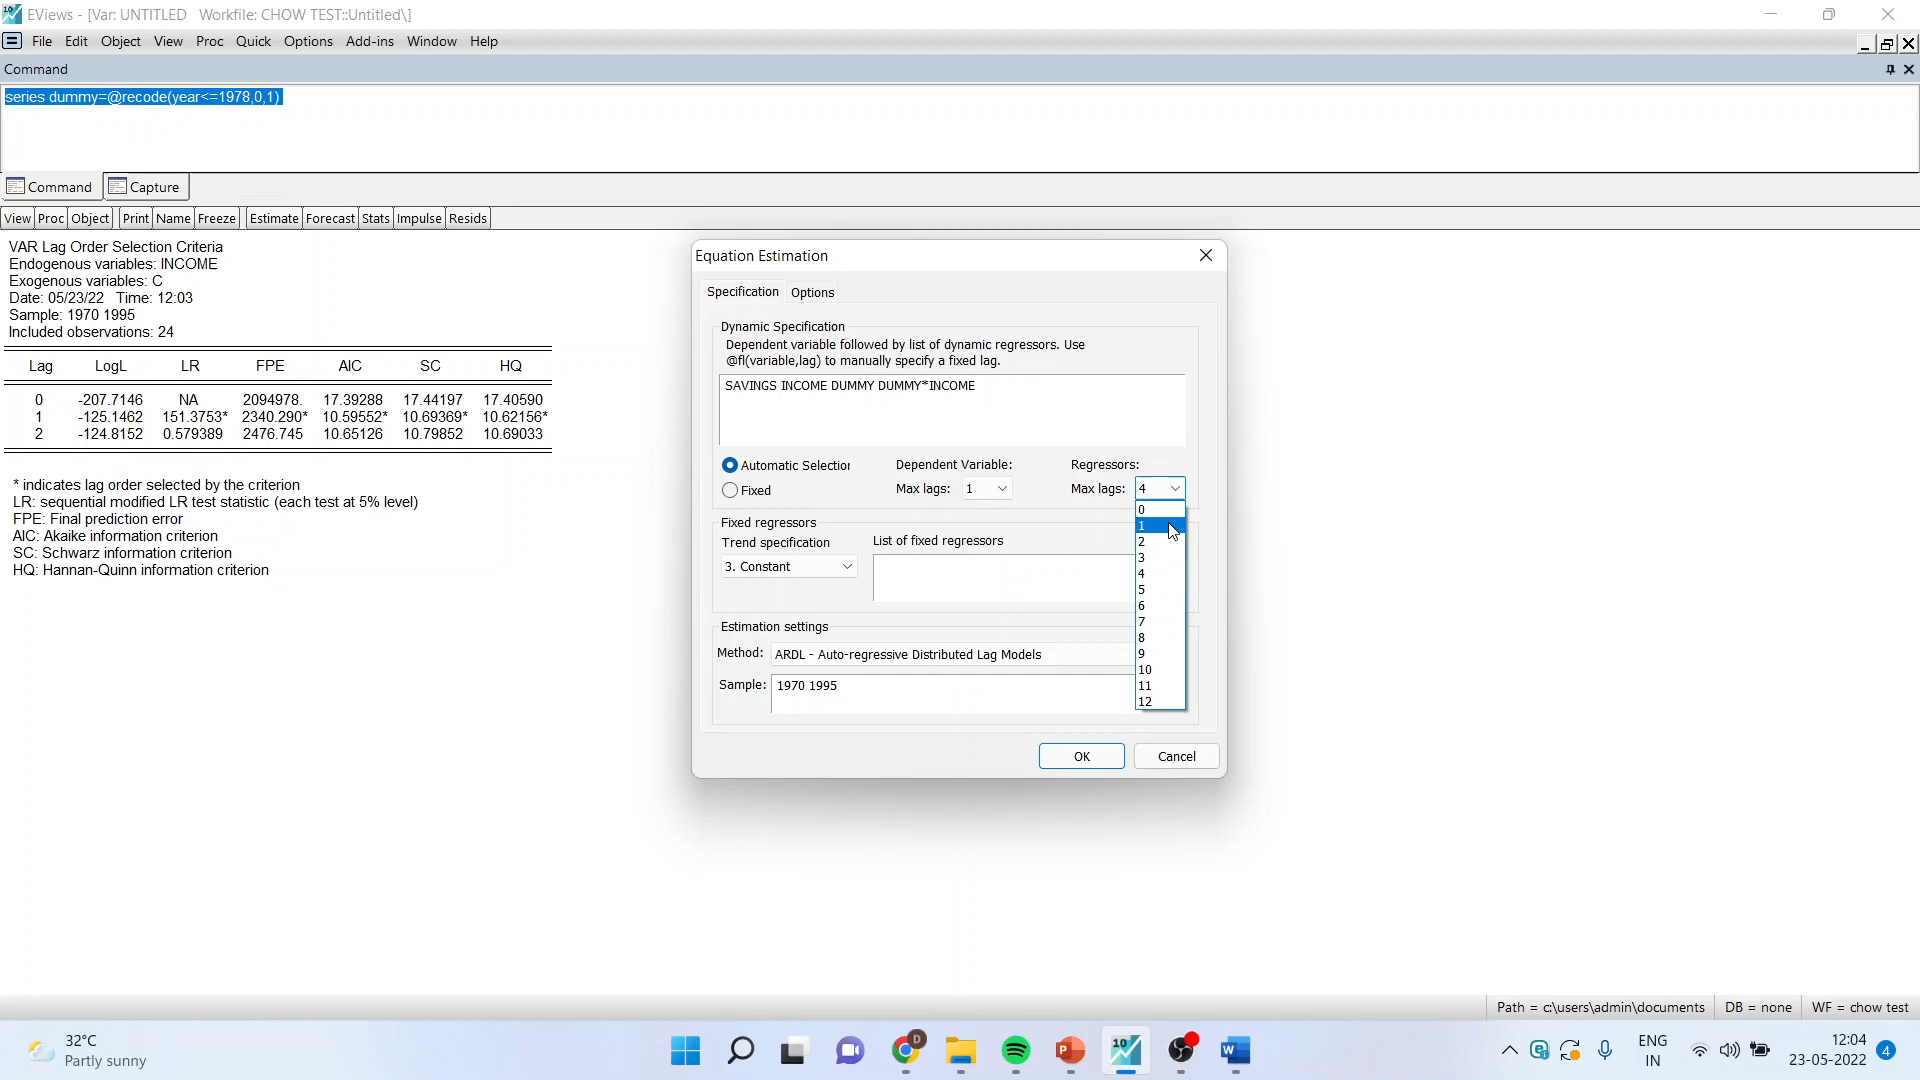 EViews - [Var: UNTITLED   Workfile: CHOW TEST::Untitled\]
File Edit Object View Proc Quick Options Add-ins Window Help
Command
series dummy=@recode(year<=1978,0,1)
Command Capture
View Proc Object Print Name Freeze Estimate Forecast Stats Impulse Resids
VAR Lag Order Selection Criteria
Endogenous variables: INCOME
Exogenous variables: C
Date: 05/23/22   Time: 12:03
Sample: 1970 1995
Included observations: 24
Lag LogL LR FPE AIC SC HQ
0 -207.7146 NA 2094978. 17.39288 17.44197 17.40590
1 -125.1462 151.3753* 2340.290* 10.59552* 10.69369* 10.62156*
2 -124.8152 0.579389 2476.745 10.65126 10.79852 10.69033
* indicates lag order selected by the criterion
LR: sequential modified LR test statistic (each test at 5% level)
FPE: Final prediction error
AIC: Akaike information criterion
SC: Schwarz information criterion
HQ: Hannan-Quinn information criterion
Equation Estimation
Specification Options
Dynamic Specification
Dependent variable followed by list of dynamic regressors. Use
@fl(variable,lag) to manually specify a fixed lag.
SAVINGS INCOME DUMMY DUMMY*INCOME
Automatic Selection Dependent Variable: Regressors:
Fixed Max lags: 1 Max lags: 4
0
1
2
3
4
5
6
7
8
9
10
11
12
Fixed regressors
Trend specification List of fixed regressors
3. Constant
Estimation settings
Method: ARDL - Auto-regressive Distributed Lag Models
Sample: 1970 1995
OK Cancel
Path = c:\users\admin\documents DB = none WF = chow test
32°C
Partly sunny
10
D
P
W
ENG
IN
12:04
23-05-2022
4